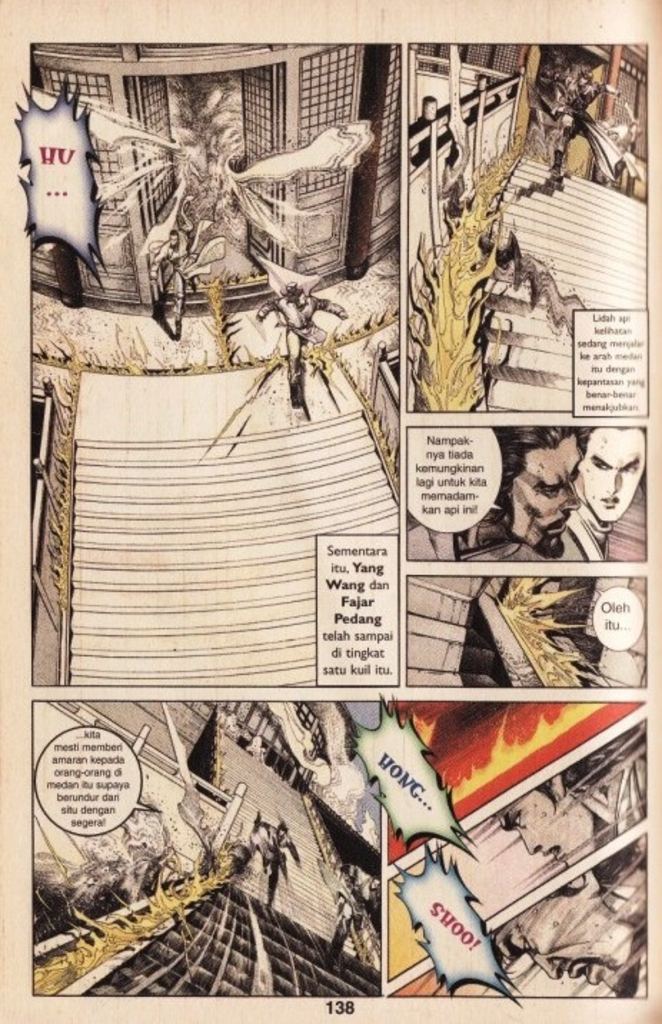 HU
...
Sementara
itu, Yang
Wang dan
Fajar
Pedang
telah sampai
di tingkat
satu kuil itu.
Lidah api
kelihatan
sedang menjalar
ke arah medan
itu dengan
kepantasan yang
benar-benar
menakjubkan.
Nampak-
nya tiada
kemungkinan
lagi untuk kita
memadam-
kan api ini!
Oleh
itu...
...kita
mesti memberi
amaran kepada
orang-orang di
medan itu supaya
berundur dari
situ dengan
segera!
HONG...
SHOO!
138